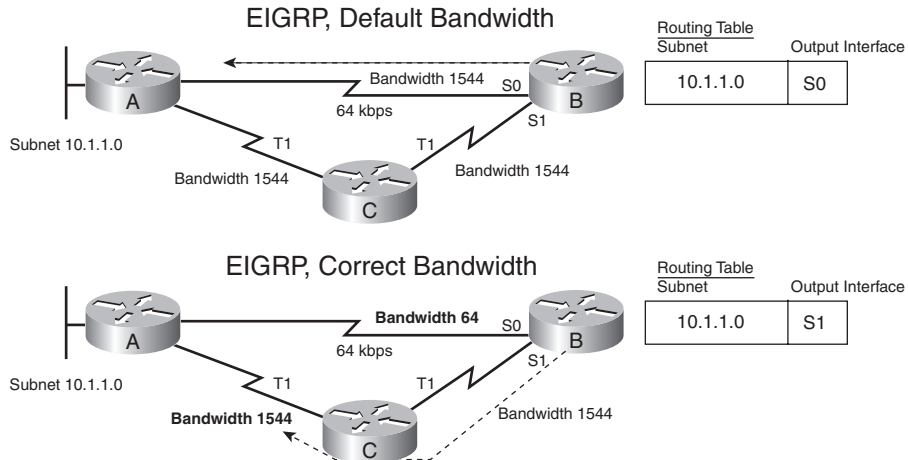 EIGRP, Default Bandwidth
Routing Table
Subnet Output Interface
10.1.1.0 S0
Bandwidth 1544
S0
A
B
64 kbps
S1
Subnet 10.1.1.0
T1
T1
Bandwidth 1544
Bandwidth 1544
C
EIGRP, Correct Bandwidth
Routing Table
Subnet Output Interface
10.1.1.0 S1
Bandwidth 64
S0
A
B
64 kbps
S1
Subnet 10.1.1.0
T1
T1
Bandwidth 1544
Bandwidth 1544
C